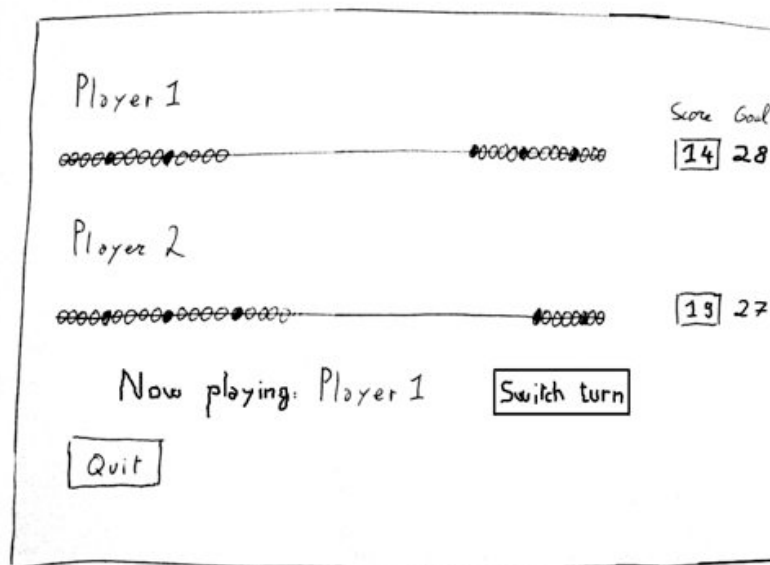 Player 1
Score Goal
14 28
Player 2
19 27
Now playing: Player 1 Switch turn
Quit